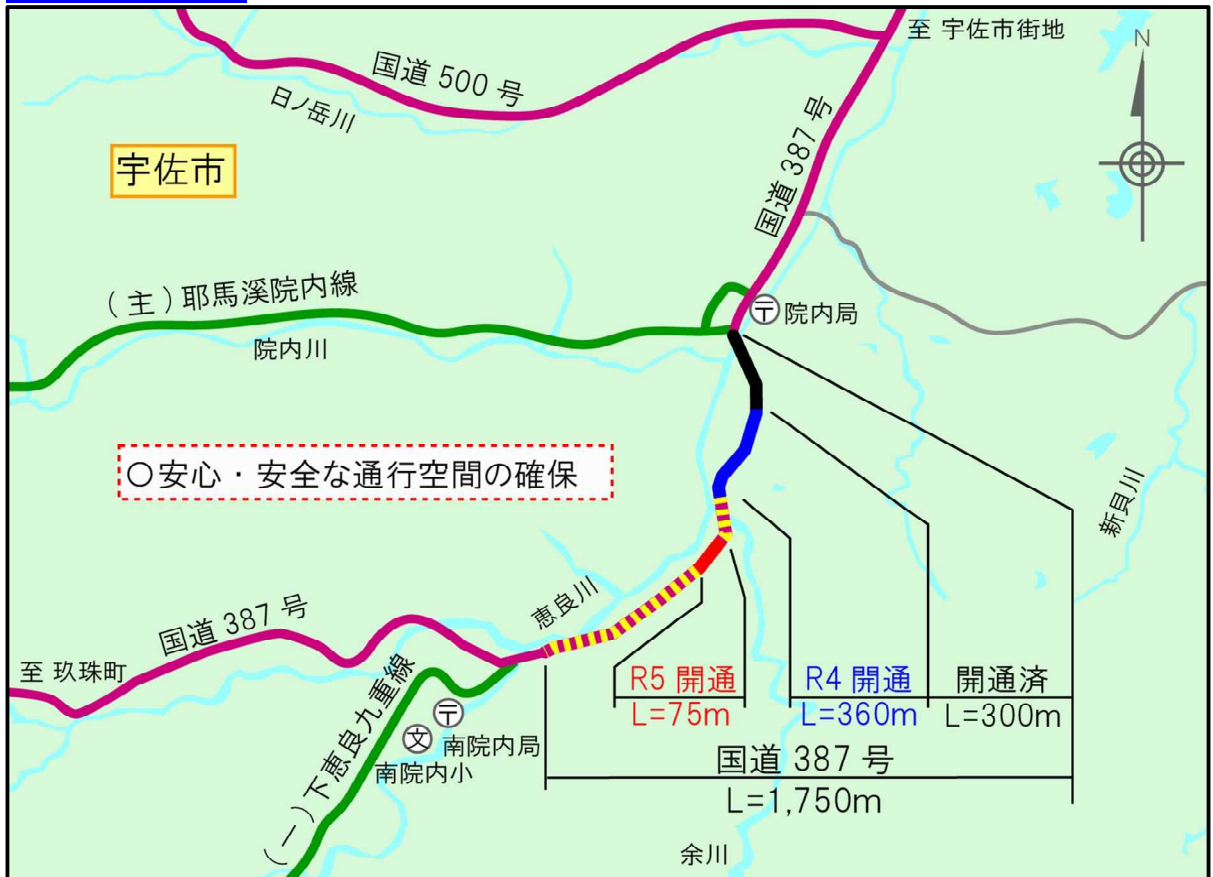 至 宇佐市街地
N
国道 500 号
日ノ岳川
国道 387 号
宇佐市
(主)耶馬溪院内線
〒 院内局
院内川
〇安心・安全な通行空間の確保
新貝川
恵良川
国道 387 号
至 玖珠町
R5 開通
L=75m
R4 開通
L=360m
開通済
L=300m
(一)下恵良九重線
〒
文 南院内局
南院内小
国道 387 号
L=1,750m
余川